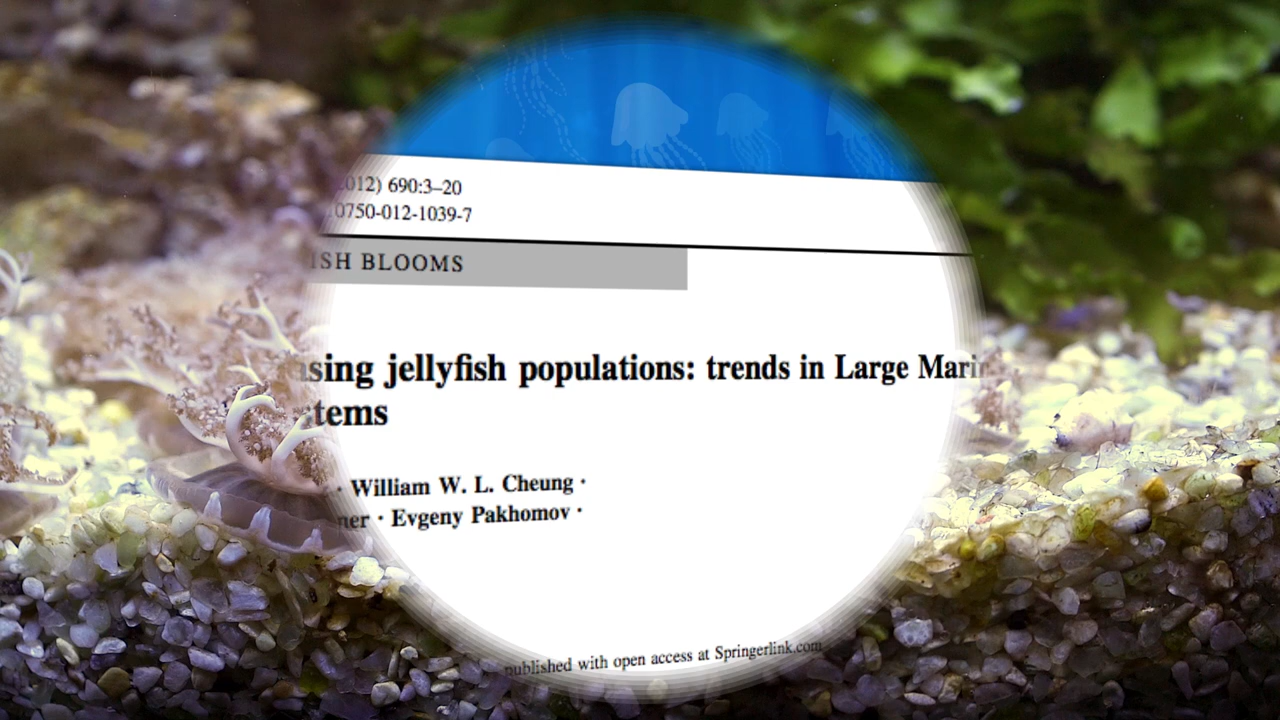 2012) 690:3–20
0750-012-1039-7
ISH BLOOMS
sing jellyfish populations: trends in Large Mari
tems
· William W. L. Cheung ·
ner · Evgeny Pakhomov ·
published with open access at Springerlink.com